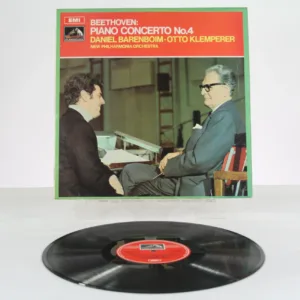 EMI
BEETHOVEN:
PIANO CONCERTO No.4
DANIEL BARENBOIM·OTTO KLEMPERER
NEW PHILHARMONIA ORCHESTRA